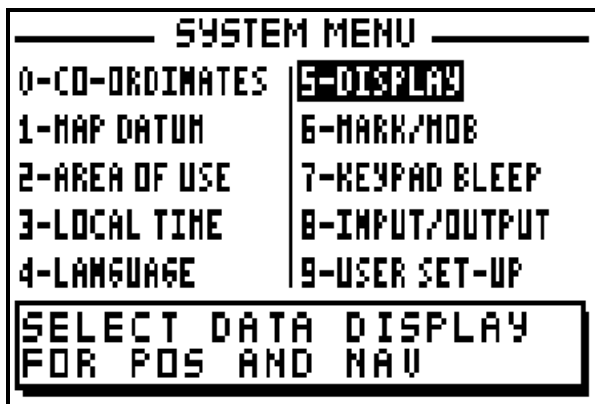 SYSTEM MENU
0-CO-ORDINATES
1-MAP DATUM
2-AREA OF USE
3-LOCAL TIME
4-LANGUAGE
5-DISPLAY
6-MARK/MOB
7-KEYPAD BLEEP
8-INPUT/OUTPUT
9-USER SET-UP
SELECT DATA DISPLAY
FOR POS AND NAV